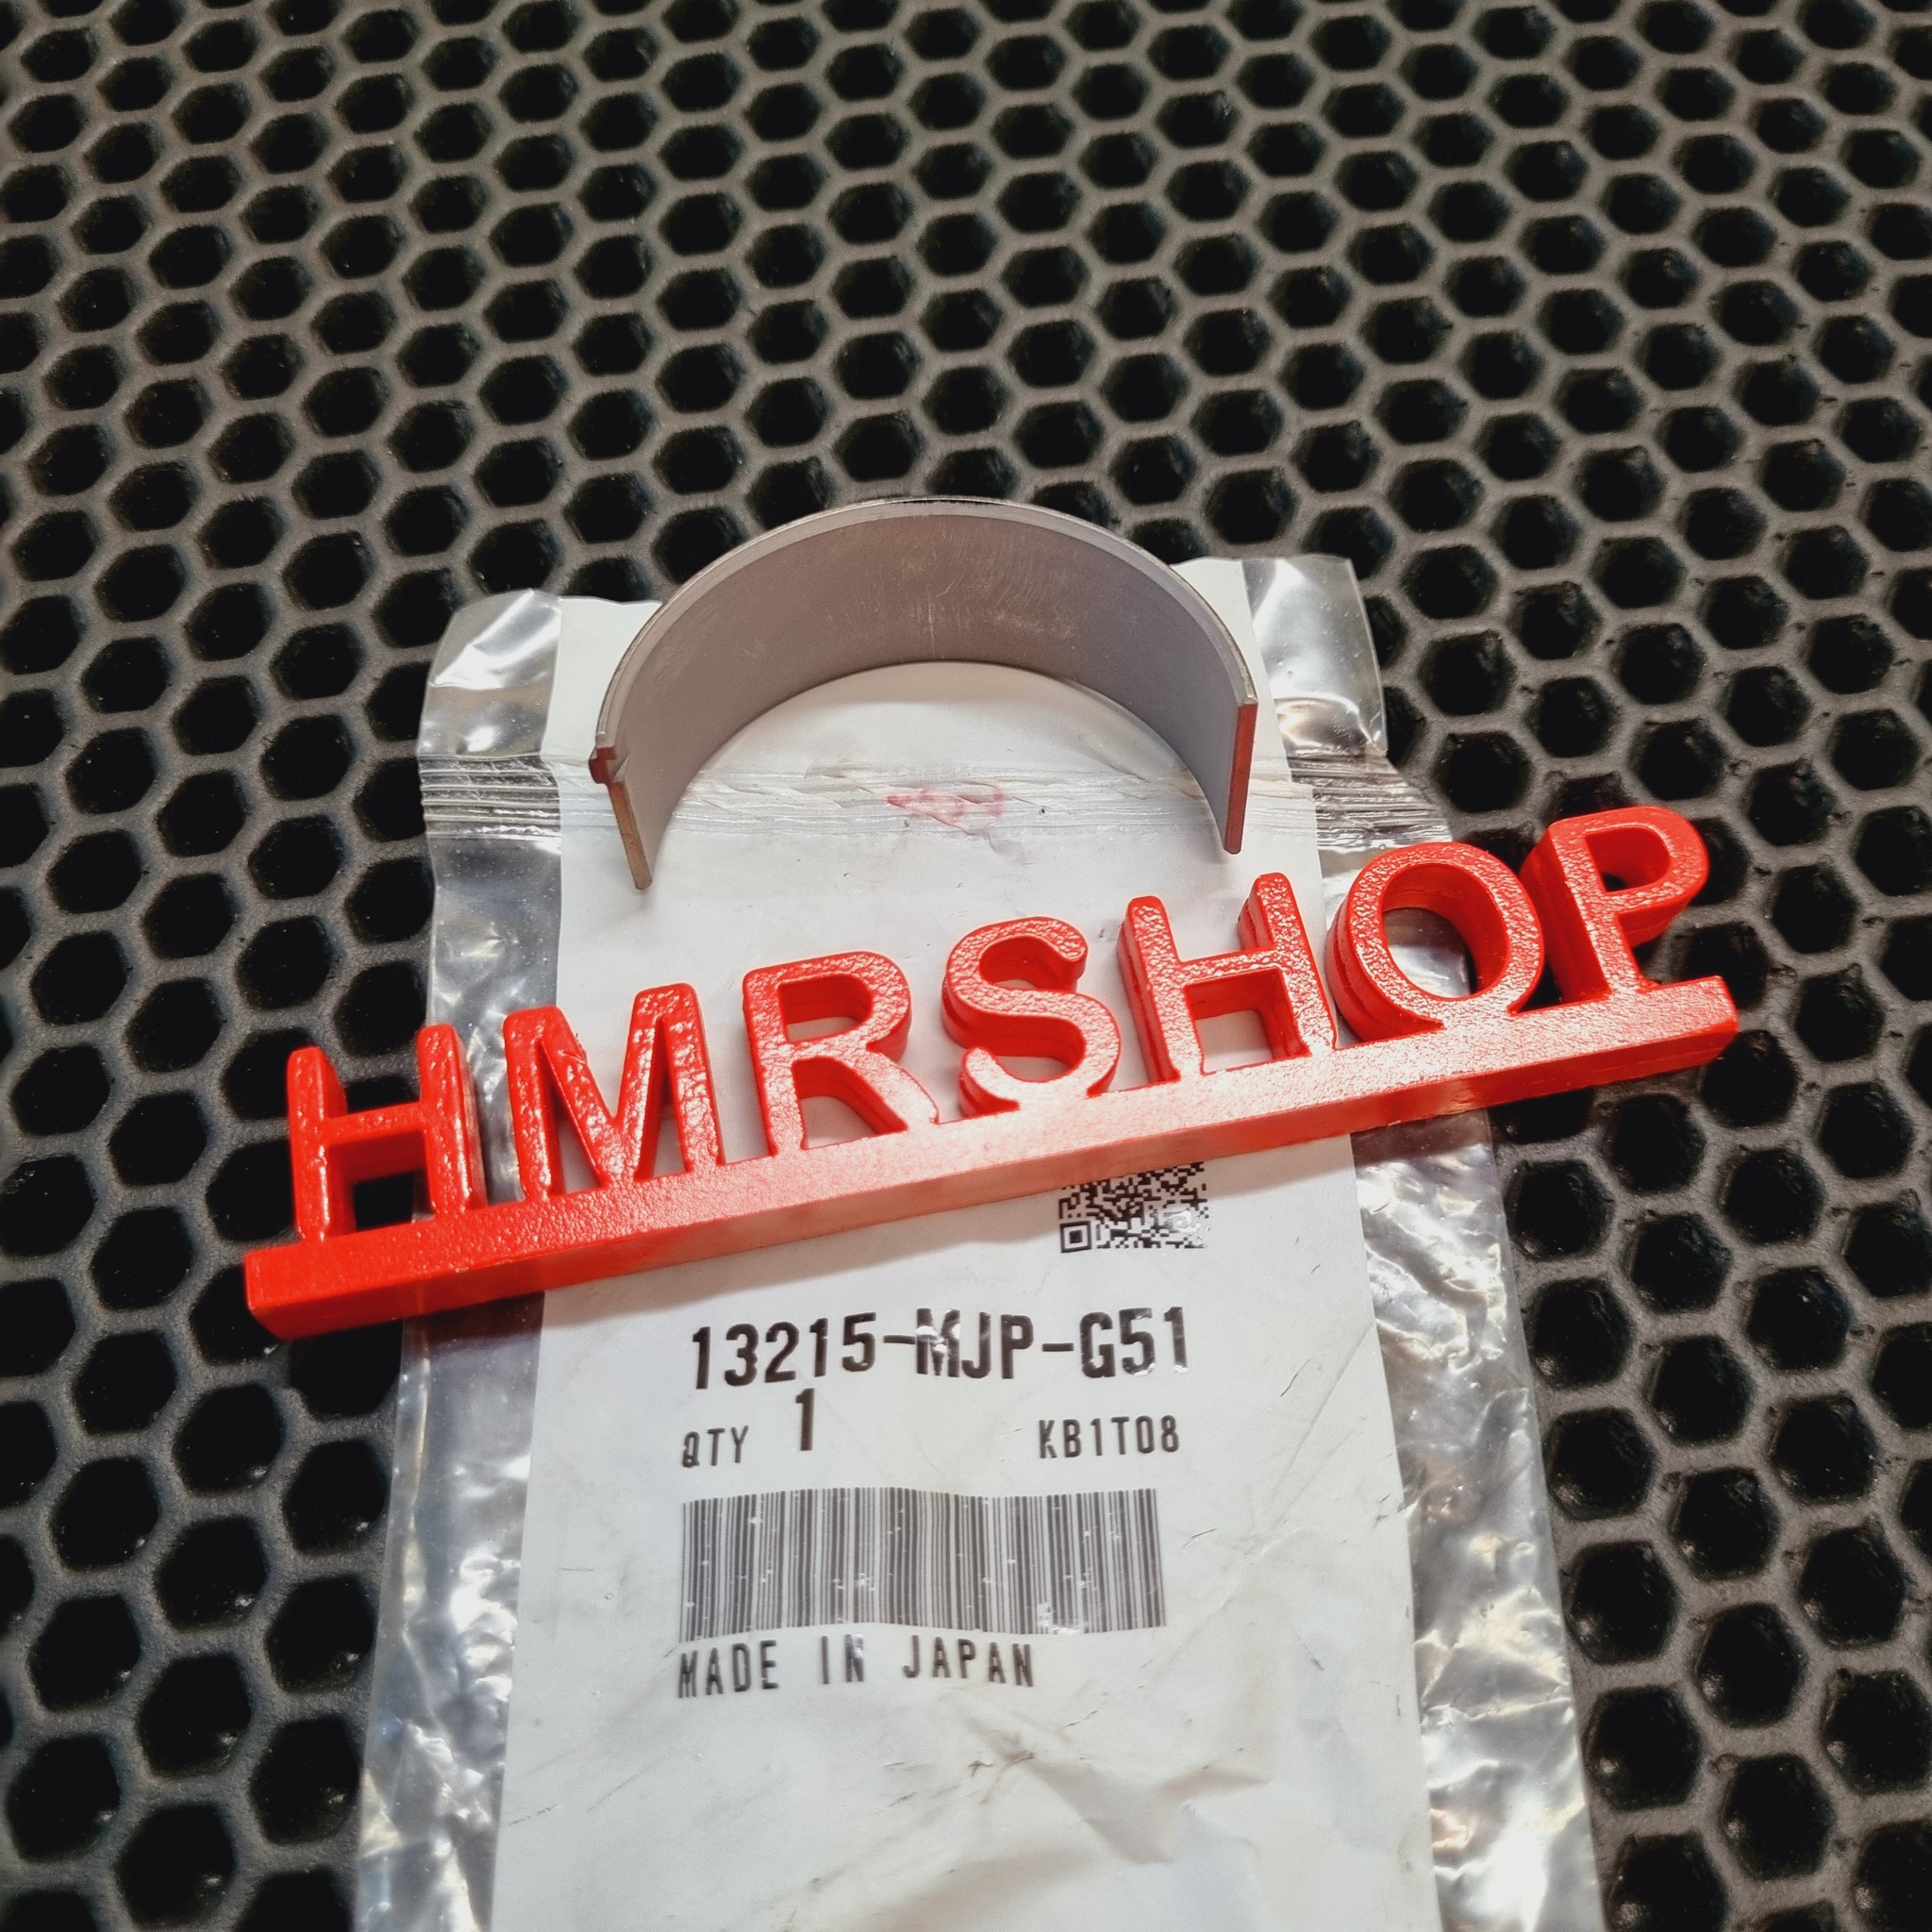 HMRSHOP
13215-MJP-G51
QTY 1 KB1T08
MADE IN JAPAN